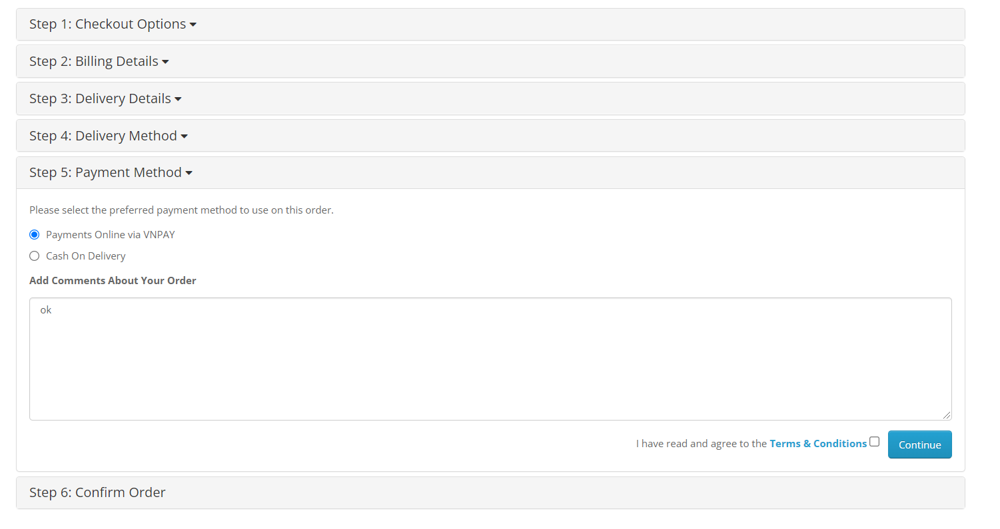 Step 1: Checkout Options
Step 2: Billing Details
Step 3: Delivery Details
Step 4: Delivery Method
Step 5: Payment Method
Please select the preferred payment method to use on this order.
Payments Online via VNPAY
Cash On Delivery
Add Comments About Your Order
ok
I have read and agree to the Terms & Conditions
Continue
Step 6: Confirm Order